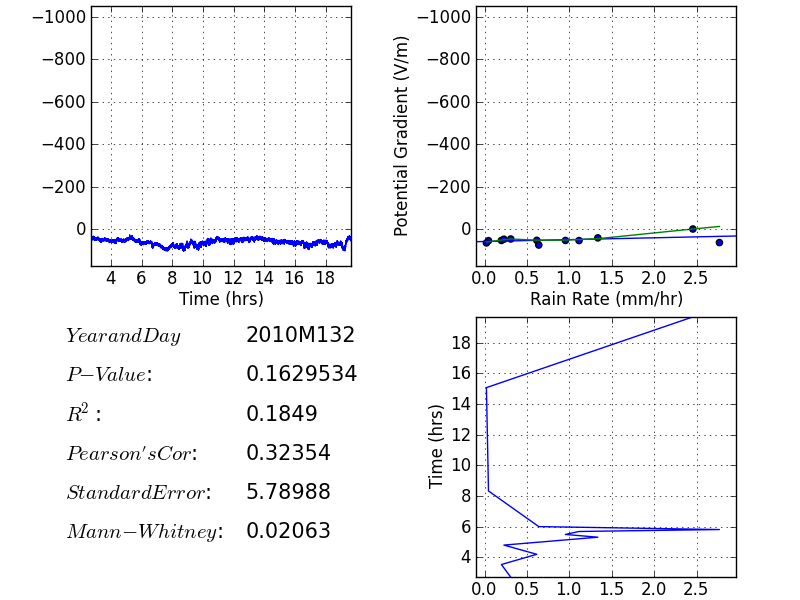 −1000
−800
−600
−400
−200
0
4 6 8 10 12 14 16 18
Time (hrs)
Potential Gradient (V/m)
−1000
−800
−600
−400
−200
0
0.0 0.5 1.0 1.5 2.0 2.5
Rain Rate (mm/hr)
YearandDay 2010M132
P−Value: 0.1629534
R²: 0.1849
Pearson'sCor: 0.32354
StandardError: 5.78988
Mann−Whitney: 0.02063
Time (hrs)
18
16
14
12
10
8
6
4
0.0 0.5 1.0 1.5 2.0 2.5